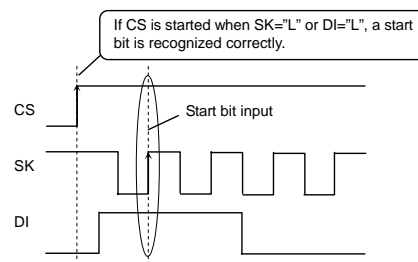 If CS is started when SK="L" or DI="L", a start
bit is recognized correctly.
CS
Start bit input
SK
DI